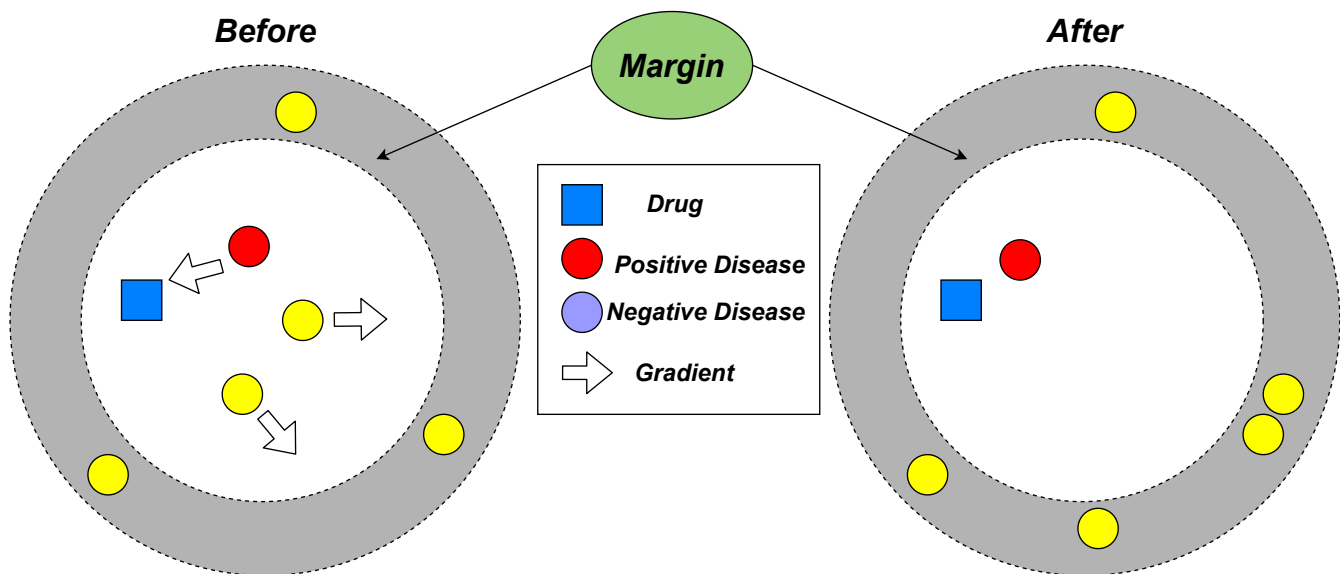 Before
Margin
After
Drug
Positive Disease
Negative Disease
Gradient